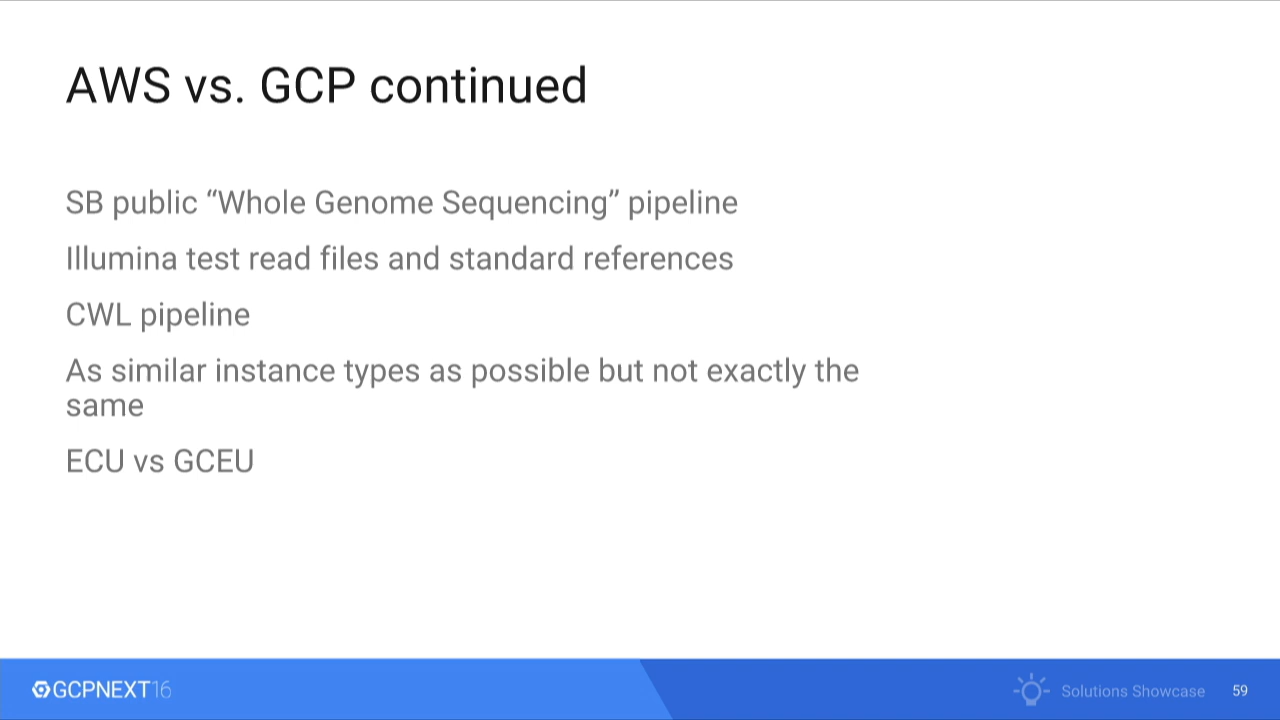 AWS vs. GCP continued
SB public “Whole Genome Sequencing” pipeline
Illumina test read files and standard references
CWL pipeline
As similar instance types as possible but not exactly the
same
ECU vs GCEU
GCPNEXT16
Solutions Showcase
59